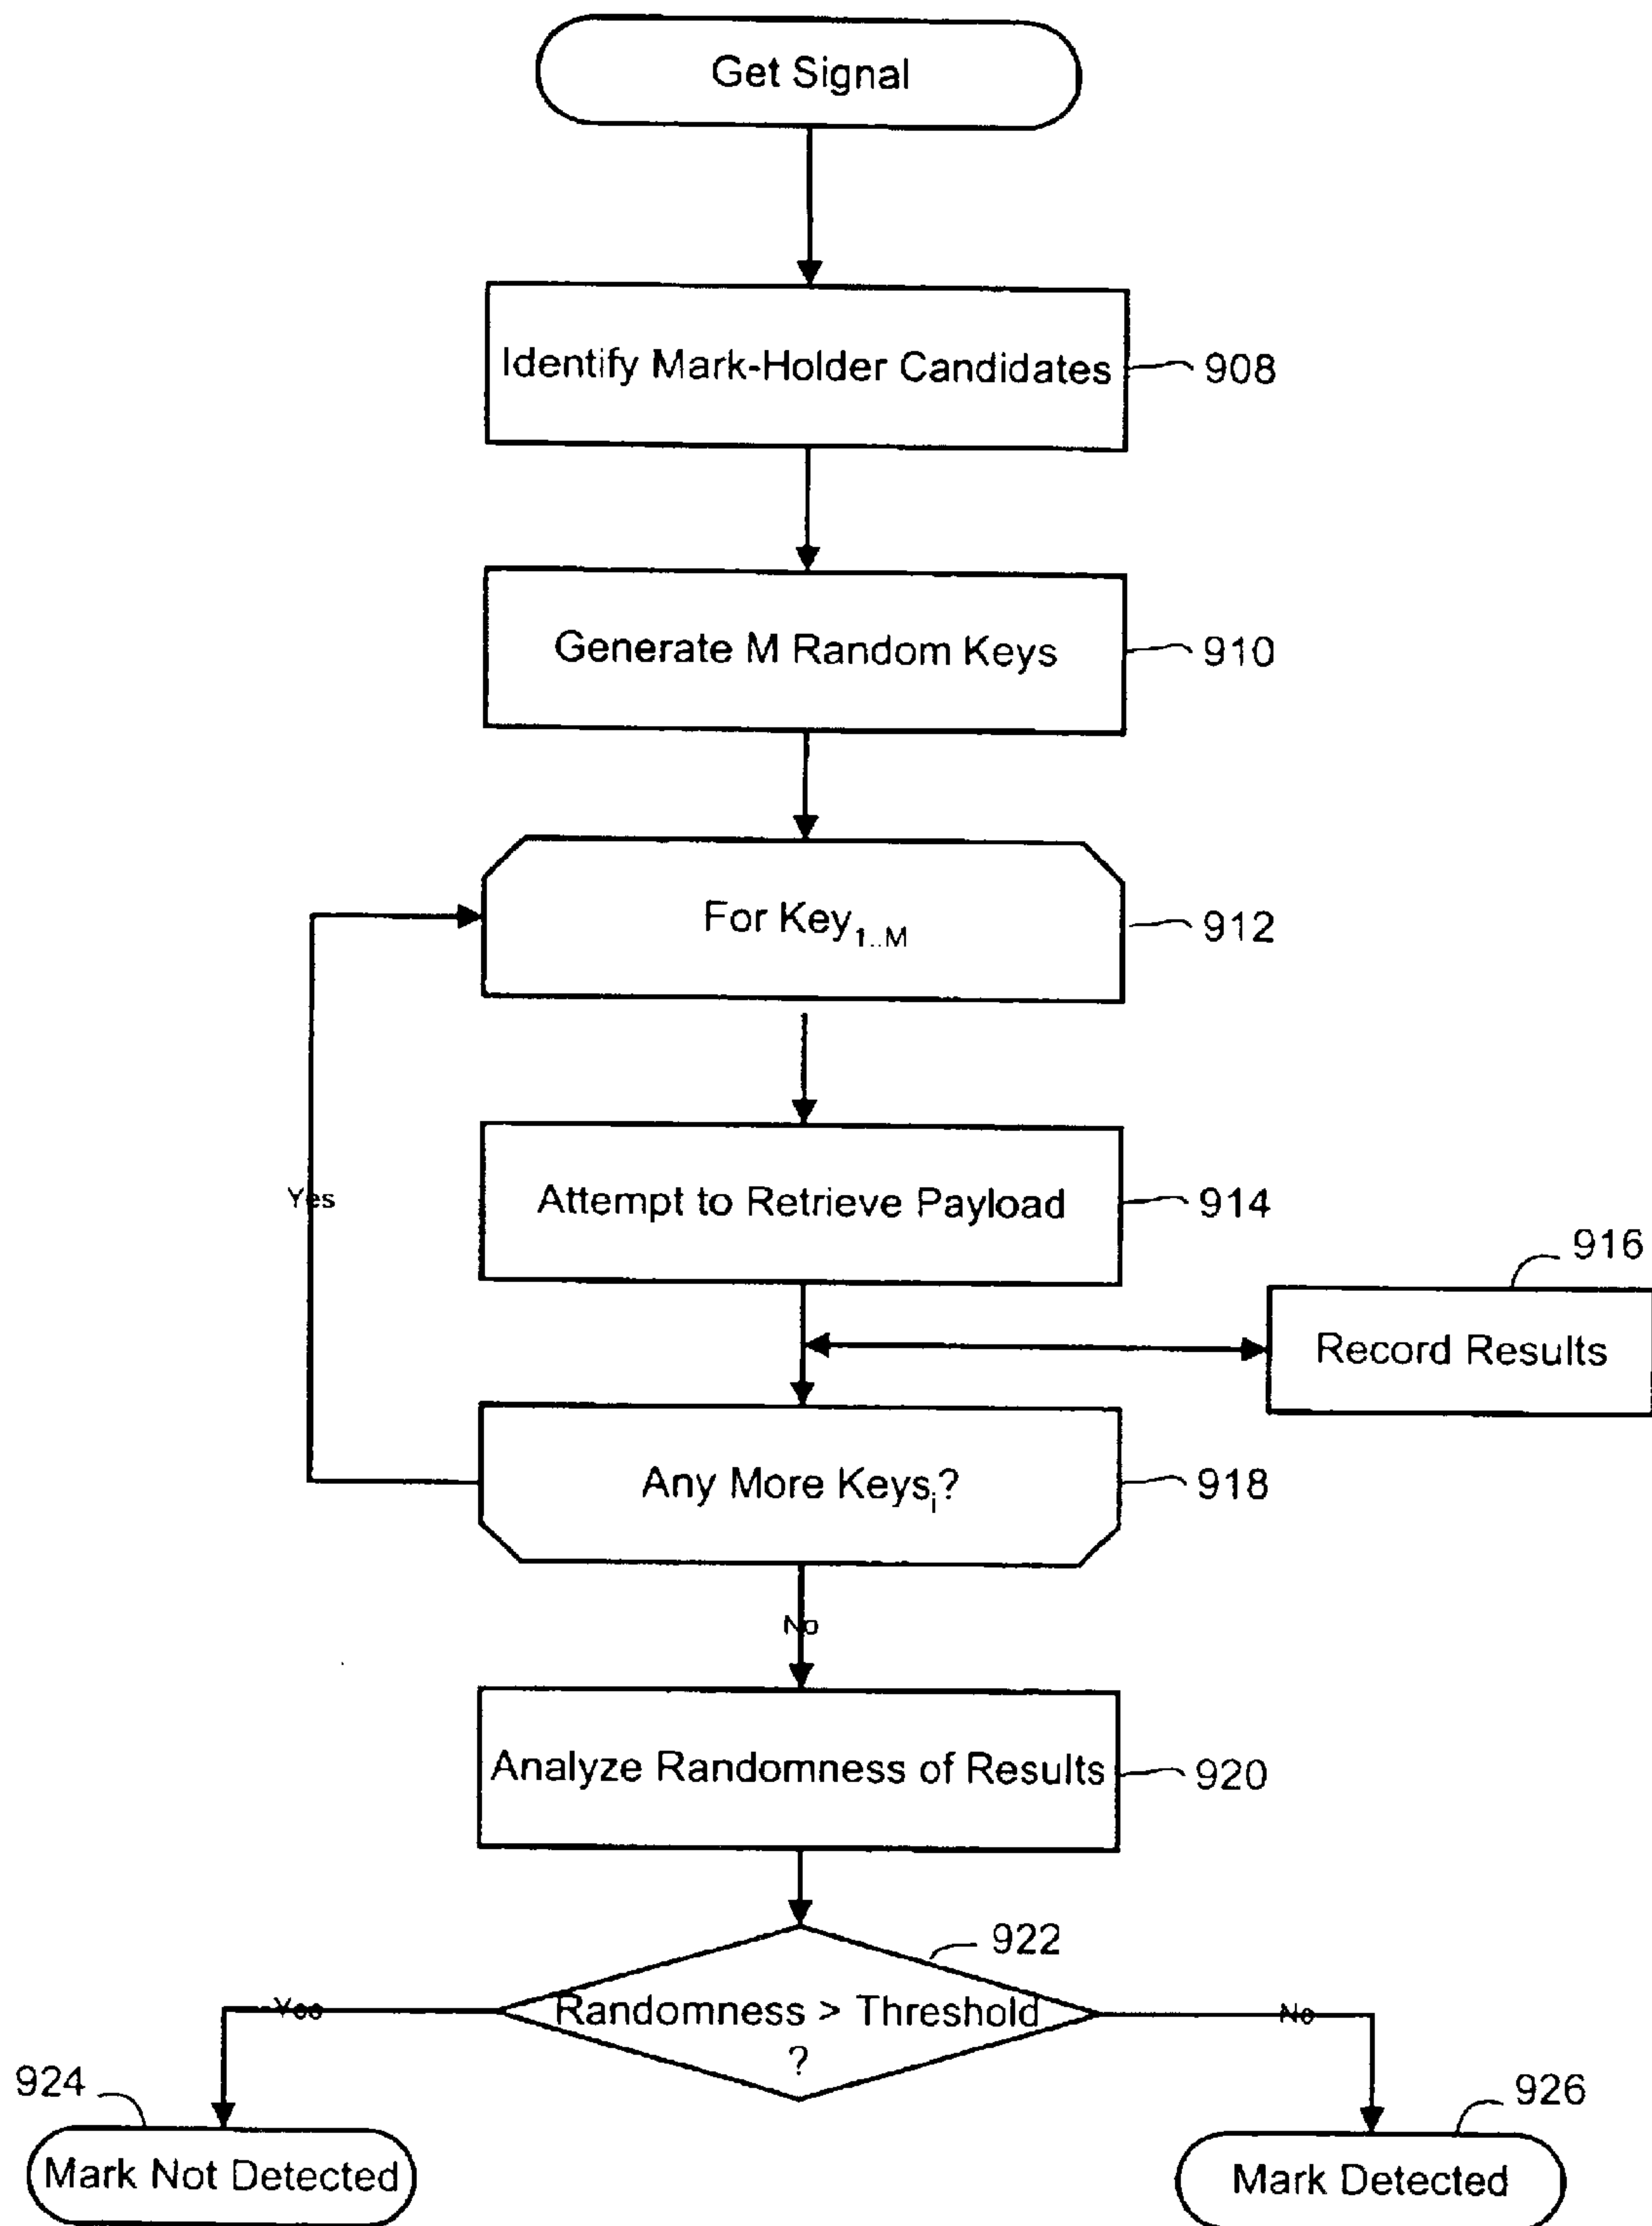 Get Signal
Identify Mark-Holder Candidates
908
Generate M Random Keys
910
For Key1..M
912
Yes
Attempt to Retrieve Payload
914
916
Record Results
Any More Keysi?
918
No
Analyze Randomness of Results
920
922
Randomness > Threshold
?
Yes
No
924
926
Mark Not Detected
Mark Detected